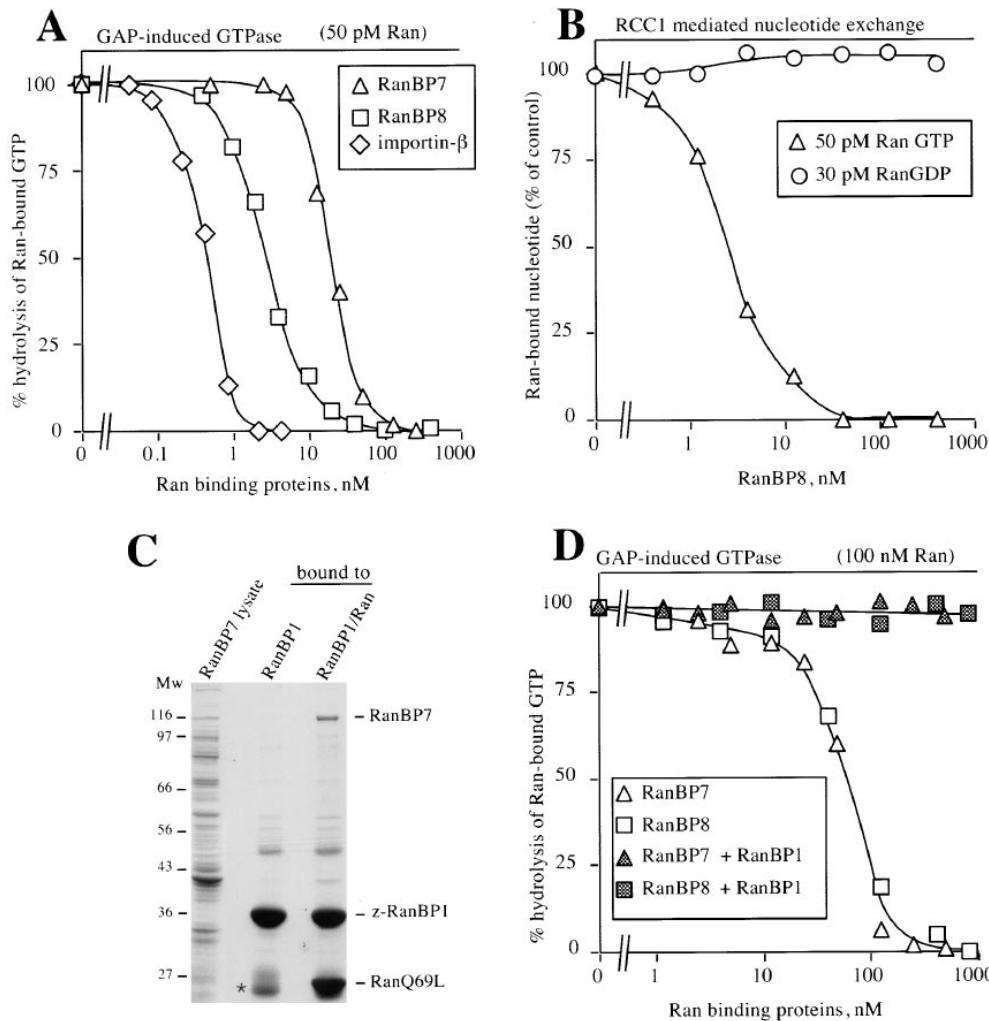 A
GAP-induced GTPase (50 pM Ran)
RanBP7
RanBP8
importin-β
% hydrolysis of Ran-bound GTP
100
75
50
25
0
0 0.1 1 10 100 1000
Ran binding proteins, nM
B
RCC1 mediated nucleotide exchange
50 pM Ran GTP
30 pM RanGDP
Ran-bound nucleotide (% of control)
100
75
50
25
0
0 1 10 100 1000
RanBP8, nM
C
bound to
RanBP7 lysate
RanBP1
RanBP1/Ran
Mw
116
97
66
56
43
36
27
RanBP7
z-RanBP1
RanQ69L
*
D
GAP-induced GTPase (100 nM Ran)
RanBP7
RanBP8
RanBP7 + RanBP1
RanBP8 + RanBP1
% hydrolysis of Ran-bound GTP
100
75
50
25
0
0 1 10 100 1000
Ran binding proteins, nM